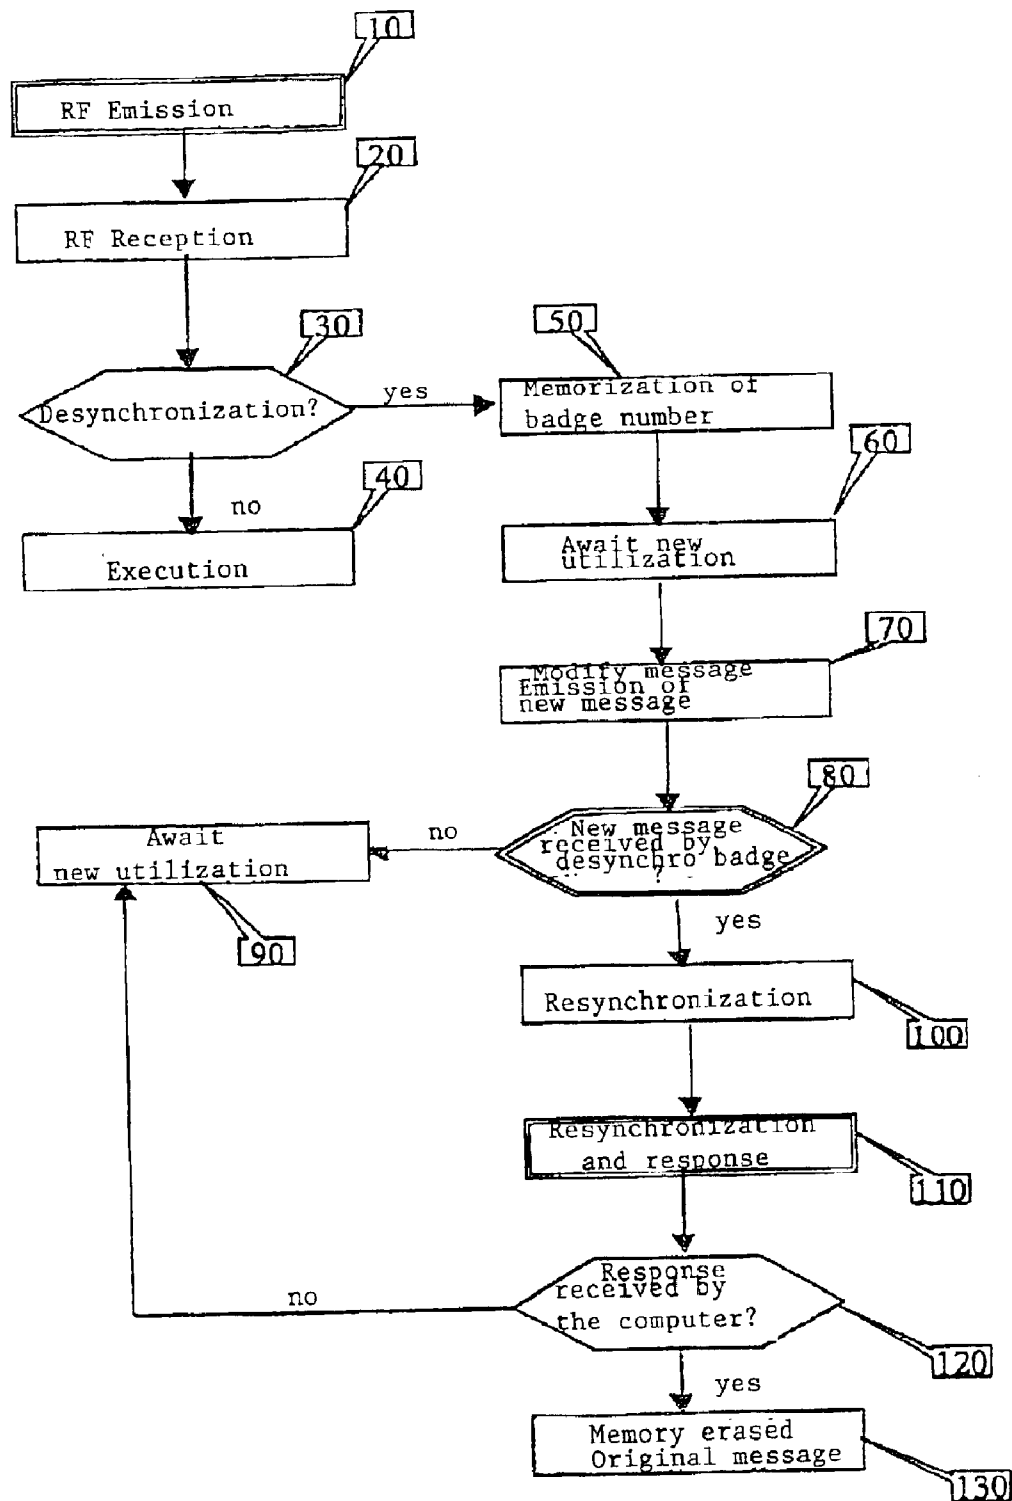 10
RF Emission
20
RF Reception
30
Desynchronization?
yes
50
Memorization of
badge number
no
40
Execution
60
Await new
utilization
70
Modify message
Emission of
new message
80
New message
received by
desynchro badge
?
no
Await
new utilization
90
yes
Resynchronization
100
Resynchronization
and response
110
Response
received by
the computer?
no
120
yes
Memory erased
Original message
130